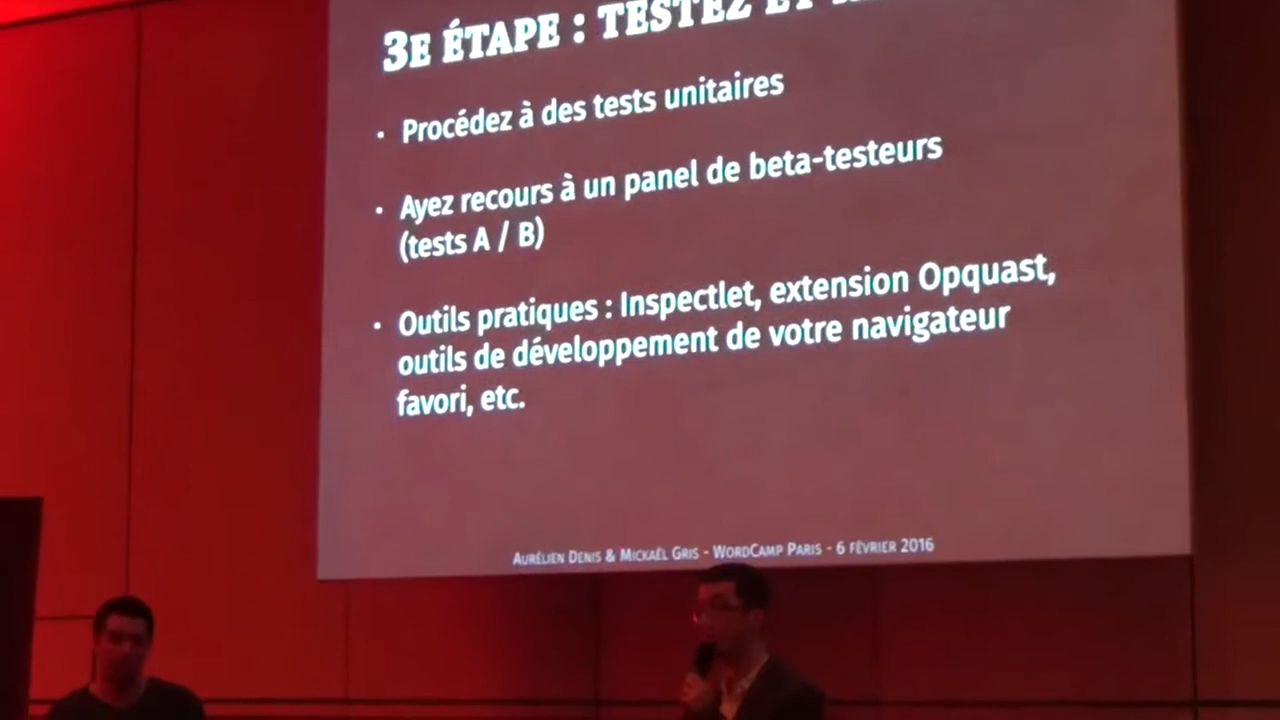 3E ÉTAPE : TESTEZ ET
• Procédez à des tests unitaires
• Ayez recours à un panel de beta-testeurs
(tests A / B)
• Outils pratiques : Inspectlet, extension Opquast,
outils de développement de votre navigateur
favori, etc.
AURÉLIEN DENIS & MICKAËL GRIS - WORDCAMP PARIS - 6 FÉVRIER 2016